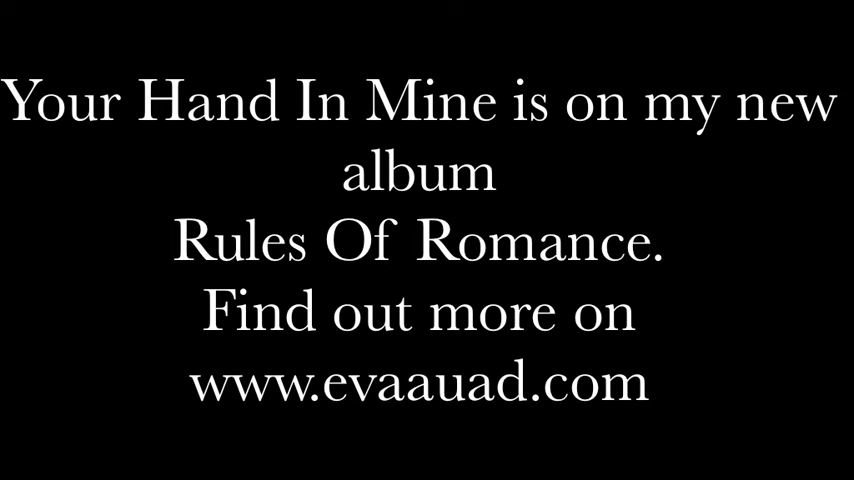 Your Hand In Mine is on my new
album
Rules Of Romance.
Find out more on
www.evaauad.com